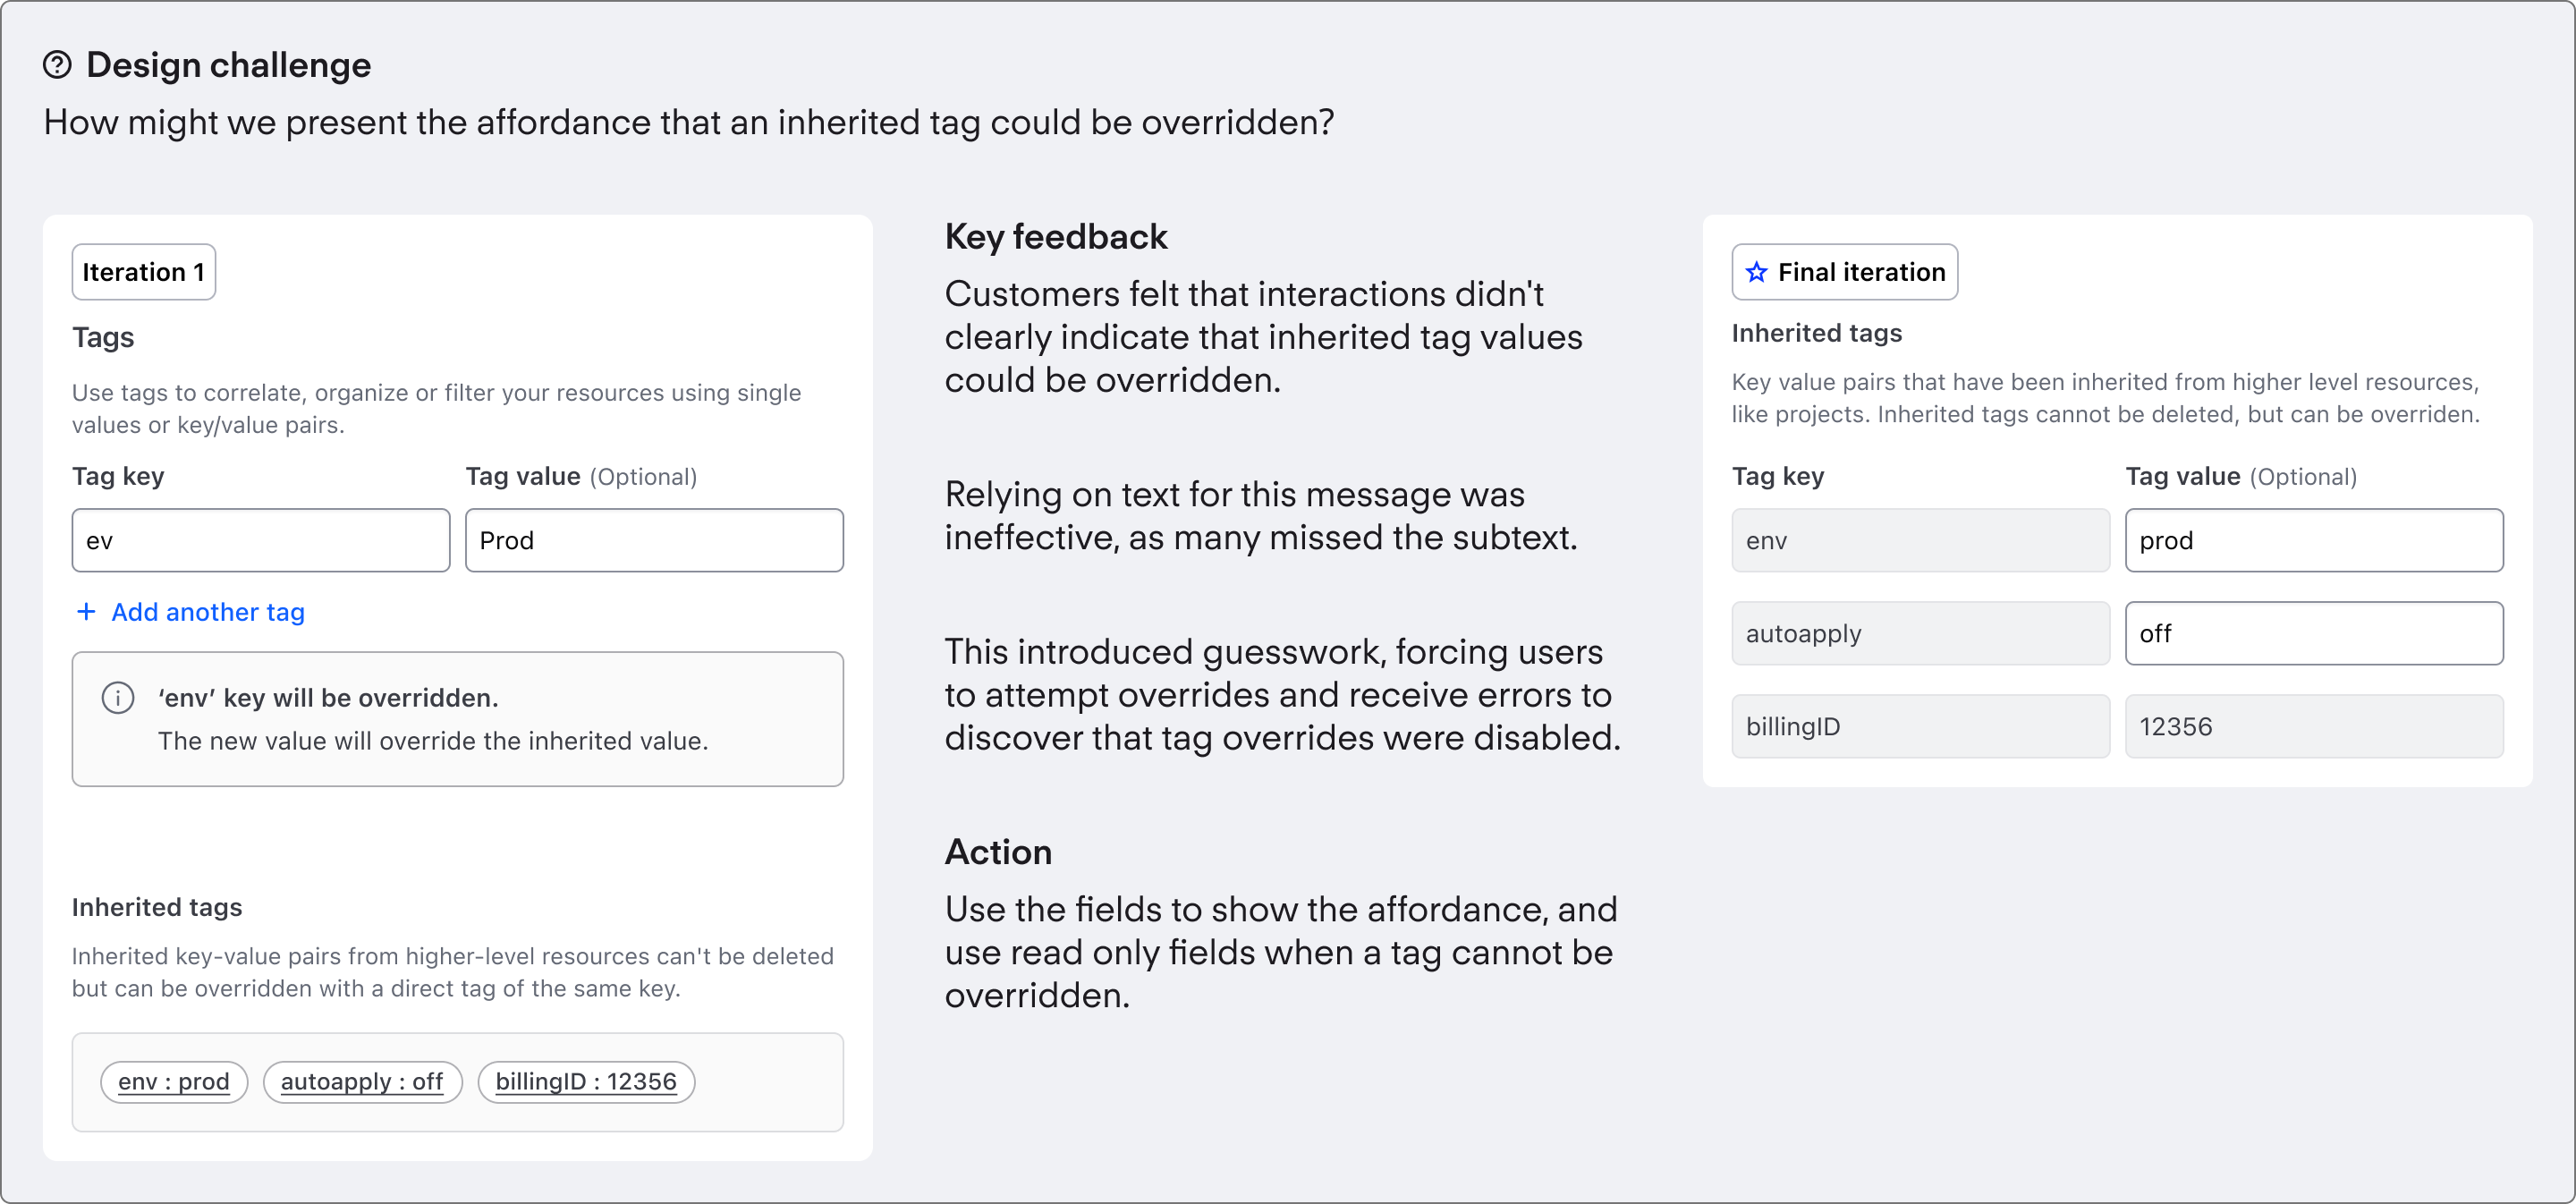 Design challenge
How might we present the affordance that an inherited tag could be overridden?
Iteration 1
Tags
Use tags to correlate, organize or filter your resources using single
values or key/value pairs.
Tag key
Tag value (Optional)
ev
Prod
+ Add another tag
‘env’ key will be overridden.
The new value will override the inherited value.
Inherited tags
Inherited key-value pairs from higher-level resources can't be deleted
but can be overridden with a direct tag of the same key.
env : prod
autoapply : off
billingID : 12356
Key feedback
Customers felt that interactions didn't
clearly indicate that inherited tag values
could be overridden.
Relying on text for this message was
ineffective, as many missed the subtext.
This introduced guesswork, forcing users
to attempt overrides and receive errors to
discover that tag overrides were disabled.
Action
Use the fields to show the affordance, and
use read only fields when a tag cannot be
overridden.
Final iteration
Inherited tags
Key value pairs that have been inherited from higher level resources,
like projects. Inherited tags cannot be deleted, but can be overriden.
Tag key
Tag value (Optional)
env
prod
autoapply
off
billingID
12356